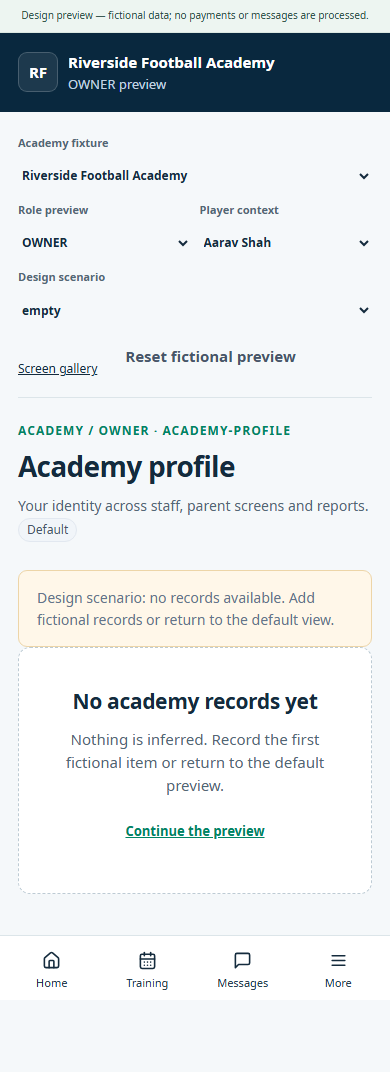 Design preview — fictional data; no payments or messages are processed.
RF
Riverside Football Academy
OWNER preview
Academy fixture
Riverside Football Academy
Role preview
Player context
OWNER
Aarav Shah
Design scenario
empty
Screen gallery
Reset fictional preview
ACADEMY / OWNER · ACADEMY-PROFILE
Academy profile
Your identity across staff, parent screens and reports.
Default
Design scenario: no records available. Add
fictional records or return to the default view.
No academy records yet
Nothing is inferred. Record the first
fictional item or return to the default
preview.
Continue the preview
Home
Training
Messages
More